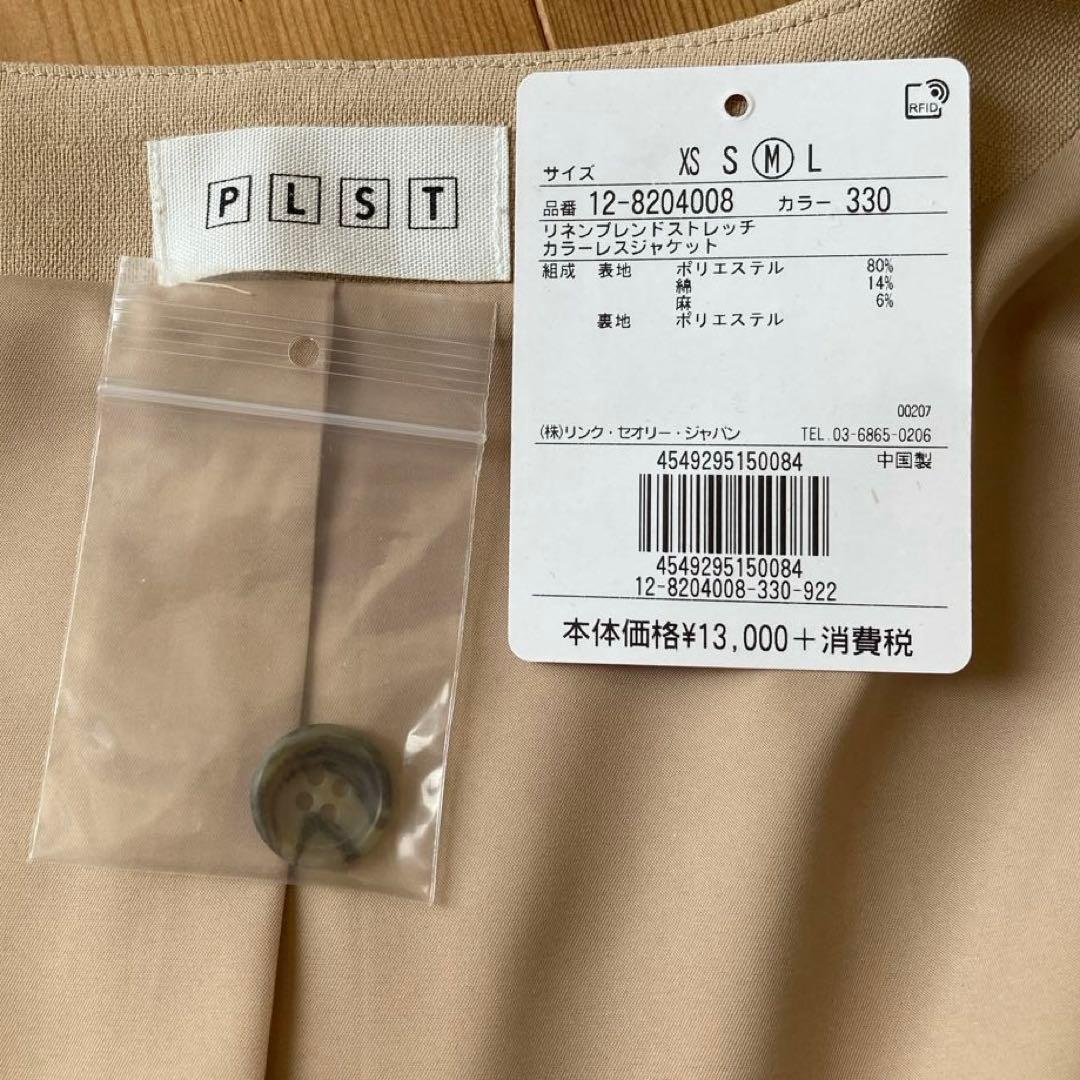 PLST
RFID
サイズ XS S M L
品番 12-8204008 カラー 330
リネンブレンドストレッチ
カラーレスジャケット
組成 表地 ポリエステル 80%
綿 14%
麻 6%
裏地 ポリエステル
00207
(株)リンク・セオリー・ジャパン TEL.03-6865-0206
4549295150084 中国製
4549295150084
12-8204008-330-922
本体価格¥13,000+消費税